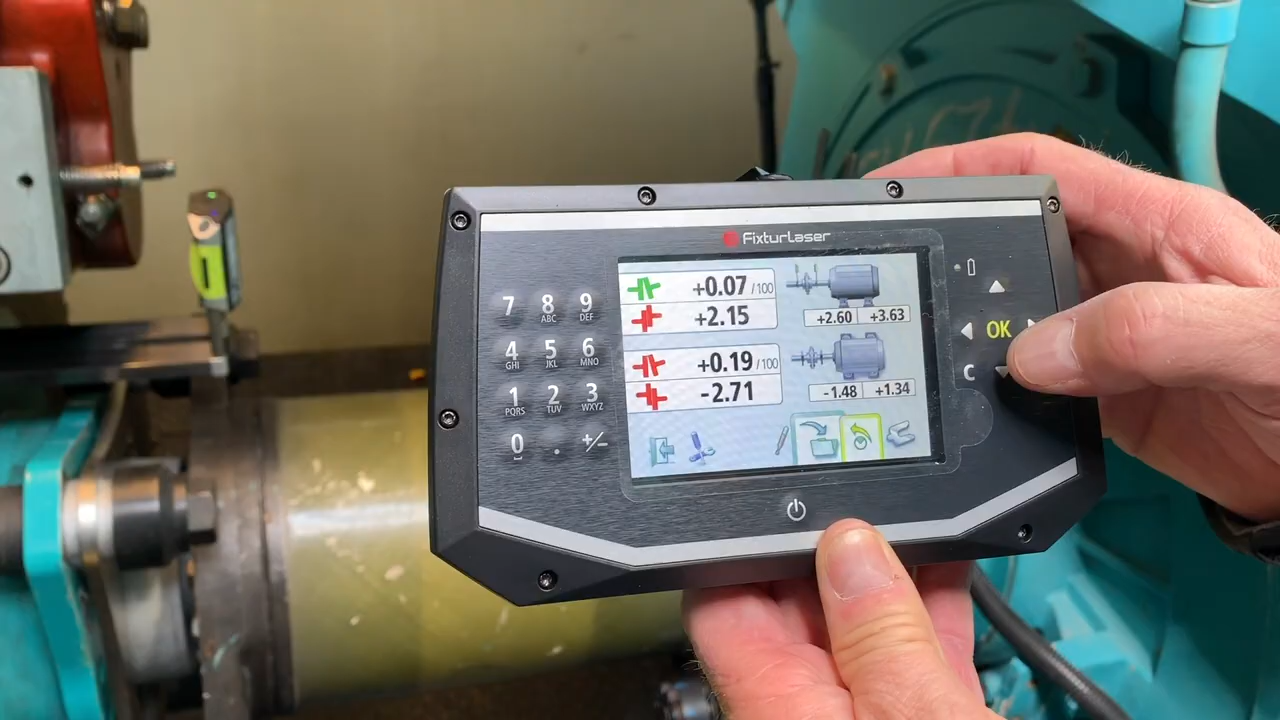 FIXTURLASER
+0.07 /100
+2.15
+2.60 +3.63
+0.19 /100
-2.71
-1.48 +1.34
7 8 9
ABC DEF
4 5 6
GHI JKL MNO
1 2 3
PQRS TUV WXYZ
0 . +/-
OK
C